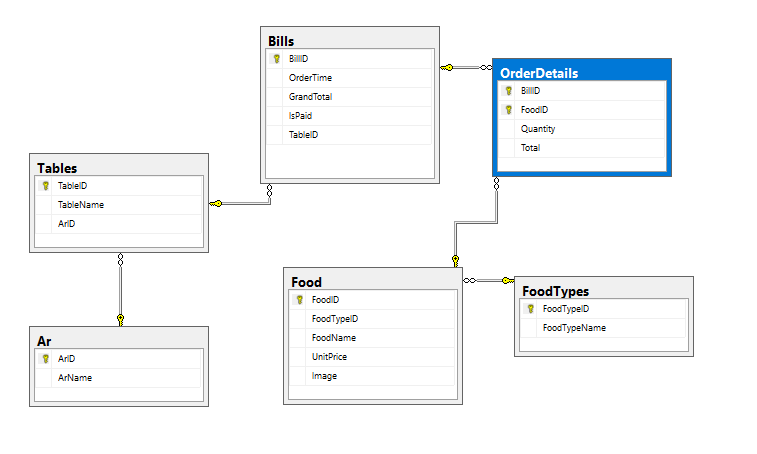 Bills
BillID
OrderTime
GrandTotal
IsPaid
TableID
OrderDetails
BillID
FoodID
Quantity
Total
Tables
TableID
TableName
ArID
Food
FoodID
FoodTypeID
FoodName
UnitPrice
Image
FoodTypes
FoodTypeID
FoodTypeName
Ar
ArID
ArName